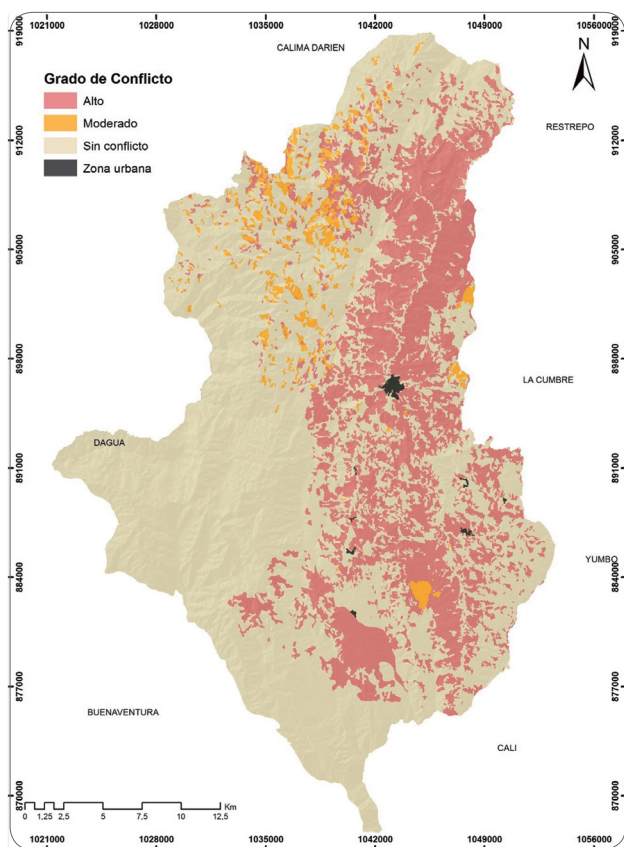 1021000 1028000 1035000 1042000 1049000 1056000
919000
CALIMA DARIEN
N
Grado de Conflicto
Alto
Moderado
Sin conflicto
Zona urbana
RESTREPO
912000
905000
898000
LA CUMBRE
DAGUA
891000
YUMBO
884000
877000
BUENAVENTURA
CALI
870000
Km
0 1,25 2,5 5 7,5 10 12,5
1021000 1028000 1035000 1042000 1049000 1056000
919000
912000
905000
898000
891000
884000
877000
870000